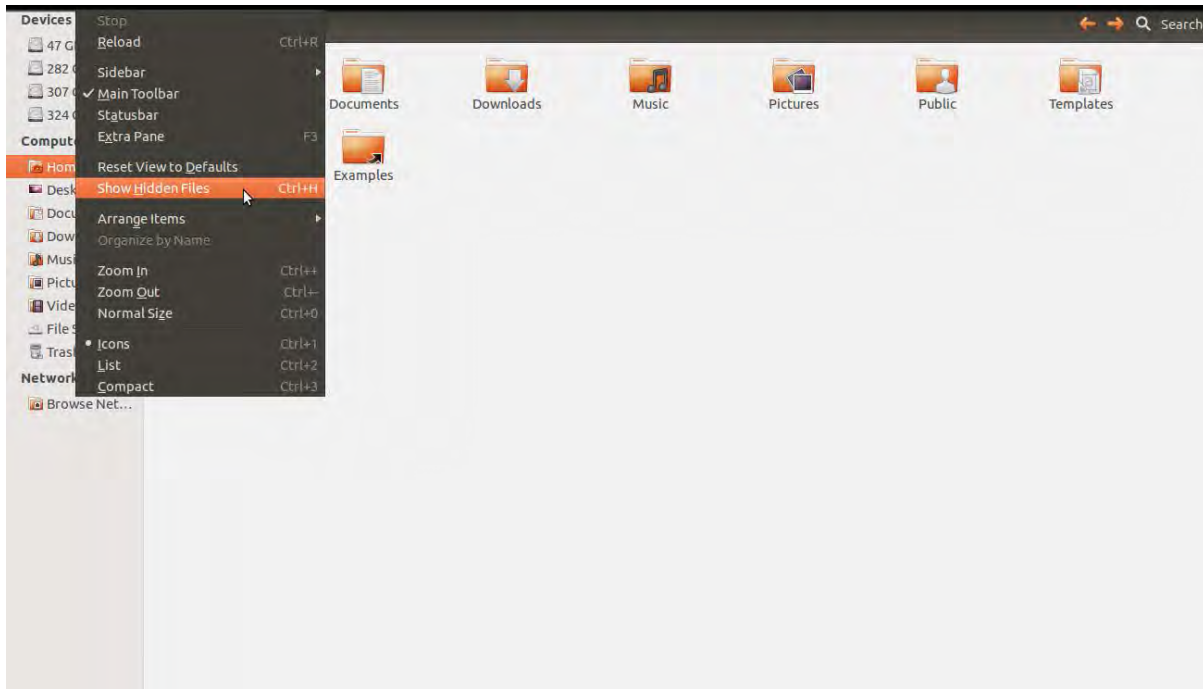 Devices
47 G
282
307
324
Comput
Hom
Desk
Docu
Dow
Musi
Pictu
Vide
File S
Tras
Network
Browse Net...
Stop
Reload Ctrl+R
Sidebar
Main Toolbar
Statusbar
Extra Pane F3
Reset View to Defaults
Show Hidden Files Ctrl+H
Arrange Items
Organize by Name
Zoom In Ctrl++
Zoom Out Ctrl+-
Normal Size Ctrl+0
Icons Ctrl+1
List Ctrl+2
Compact Ctrl+3
Search
Documents Downloads Music Pictures Public Templates
Examples